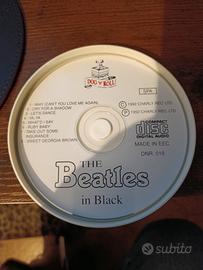 DOG'N'ROLL
SPA
1 - WHY (CAN'T YOU LOVE ME AGAIN)
2 - CRY FOR A SHADOW
3 - LET'S DANCE
4 - YA, YA
5 - WHAT'D I SAY
6 - RUBY BABY
7 - TAKE OUT SOME
INSURANCE
8 - SWEET GEORGIA BROWN
© 1992 CHARLY REC. LTD
℗ 1992 CHARLY REC. LTD
COMPACT
disc
DIGITAL AUDIO
MADE IN EEC
DNR 016
THE
Beatles
in Black
subito